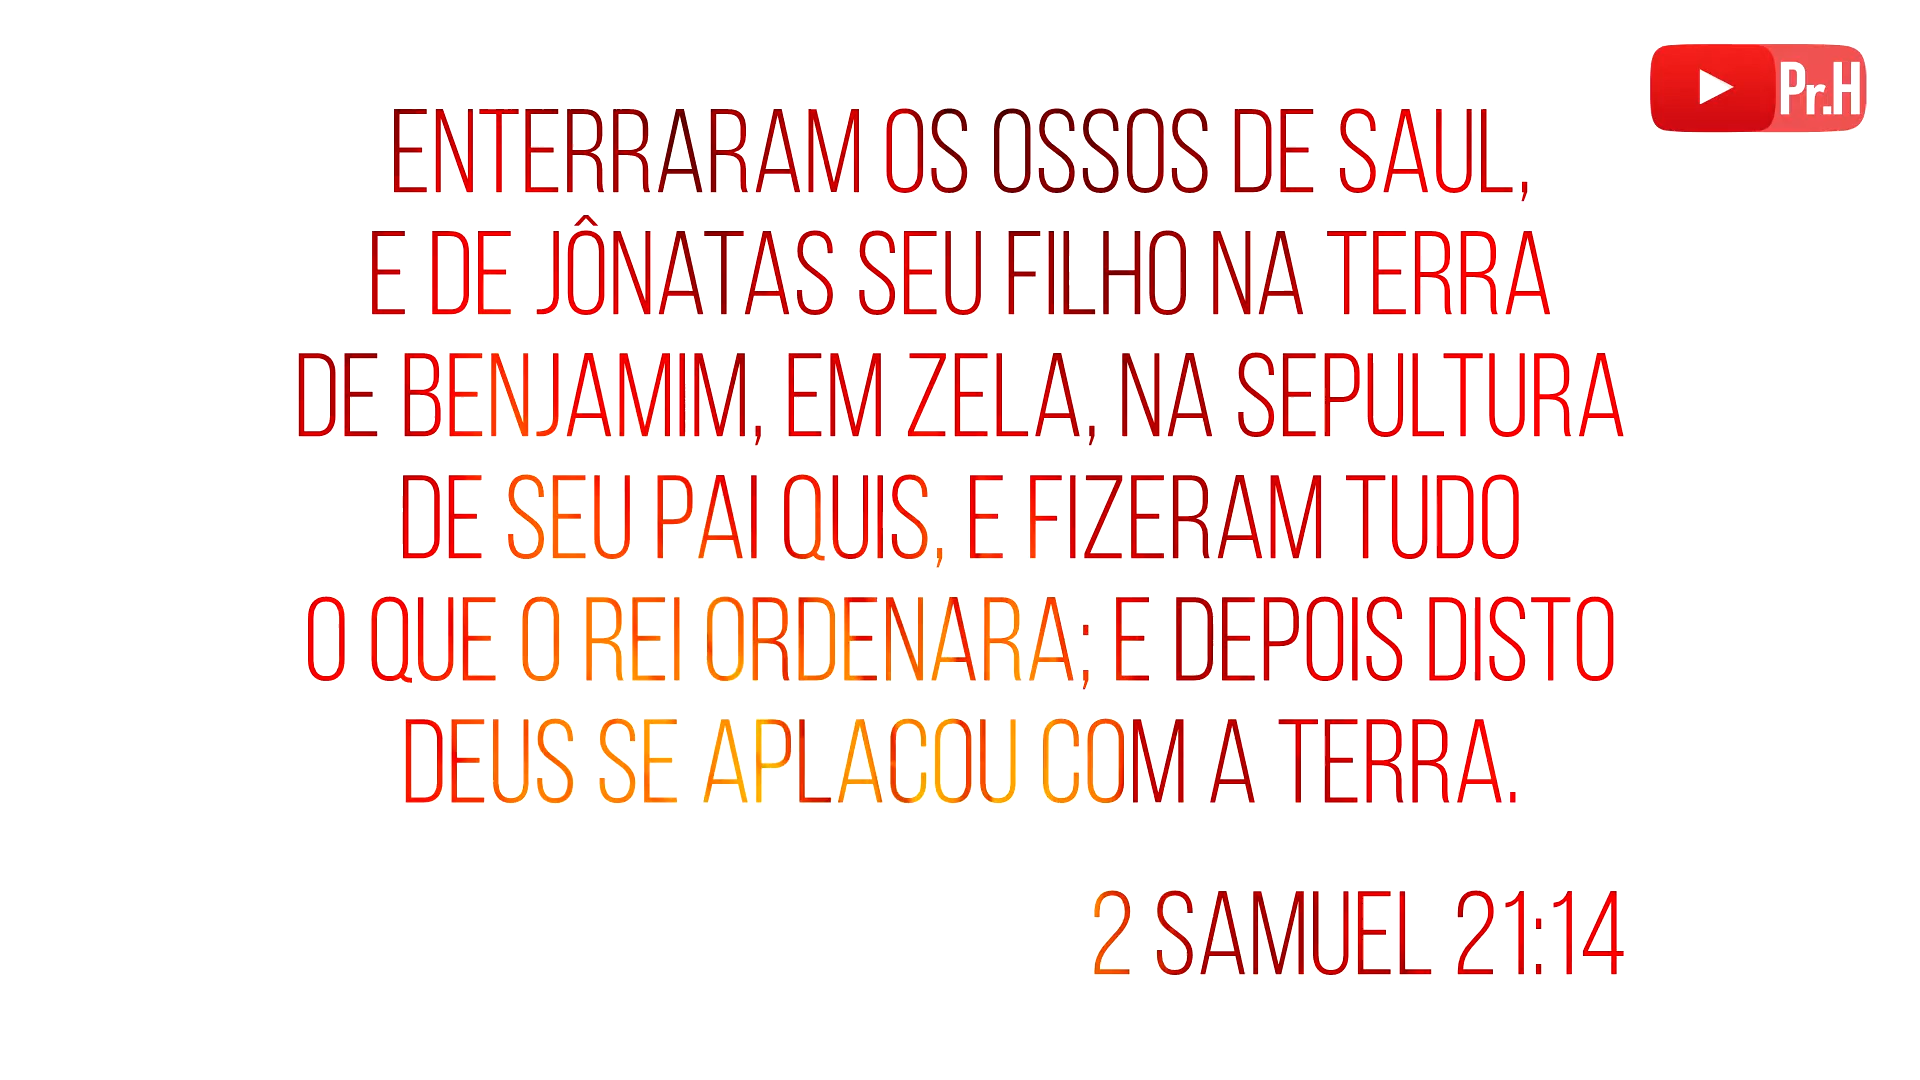 Pr.H
ENTERRARAM OS OSSOS DE SAUL,
E DE JÔNATAS SEU FILHO NA TERRA
DE BENJAMIM, EM ZELA, NA SEPULTURA
DE SEU PAI QUIS, E FIZERAM TUDO
O QUE O REI ORDENARA; E DEPOIS DISTO
DEUS SE APLACOU COM A TERRA.
2 SAMUEL 21:14